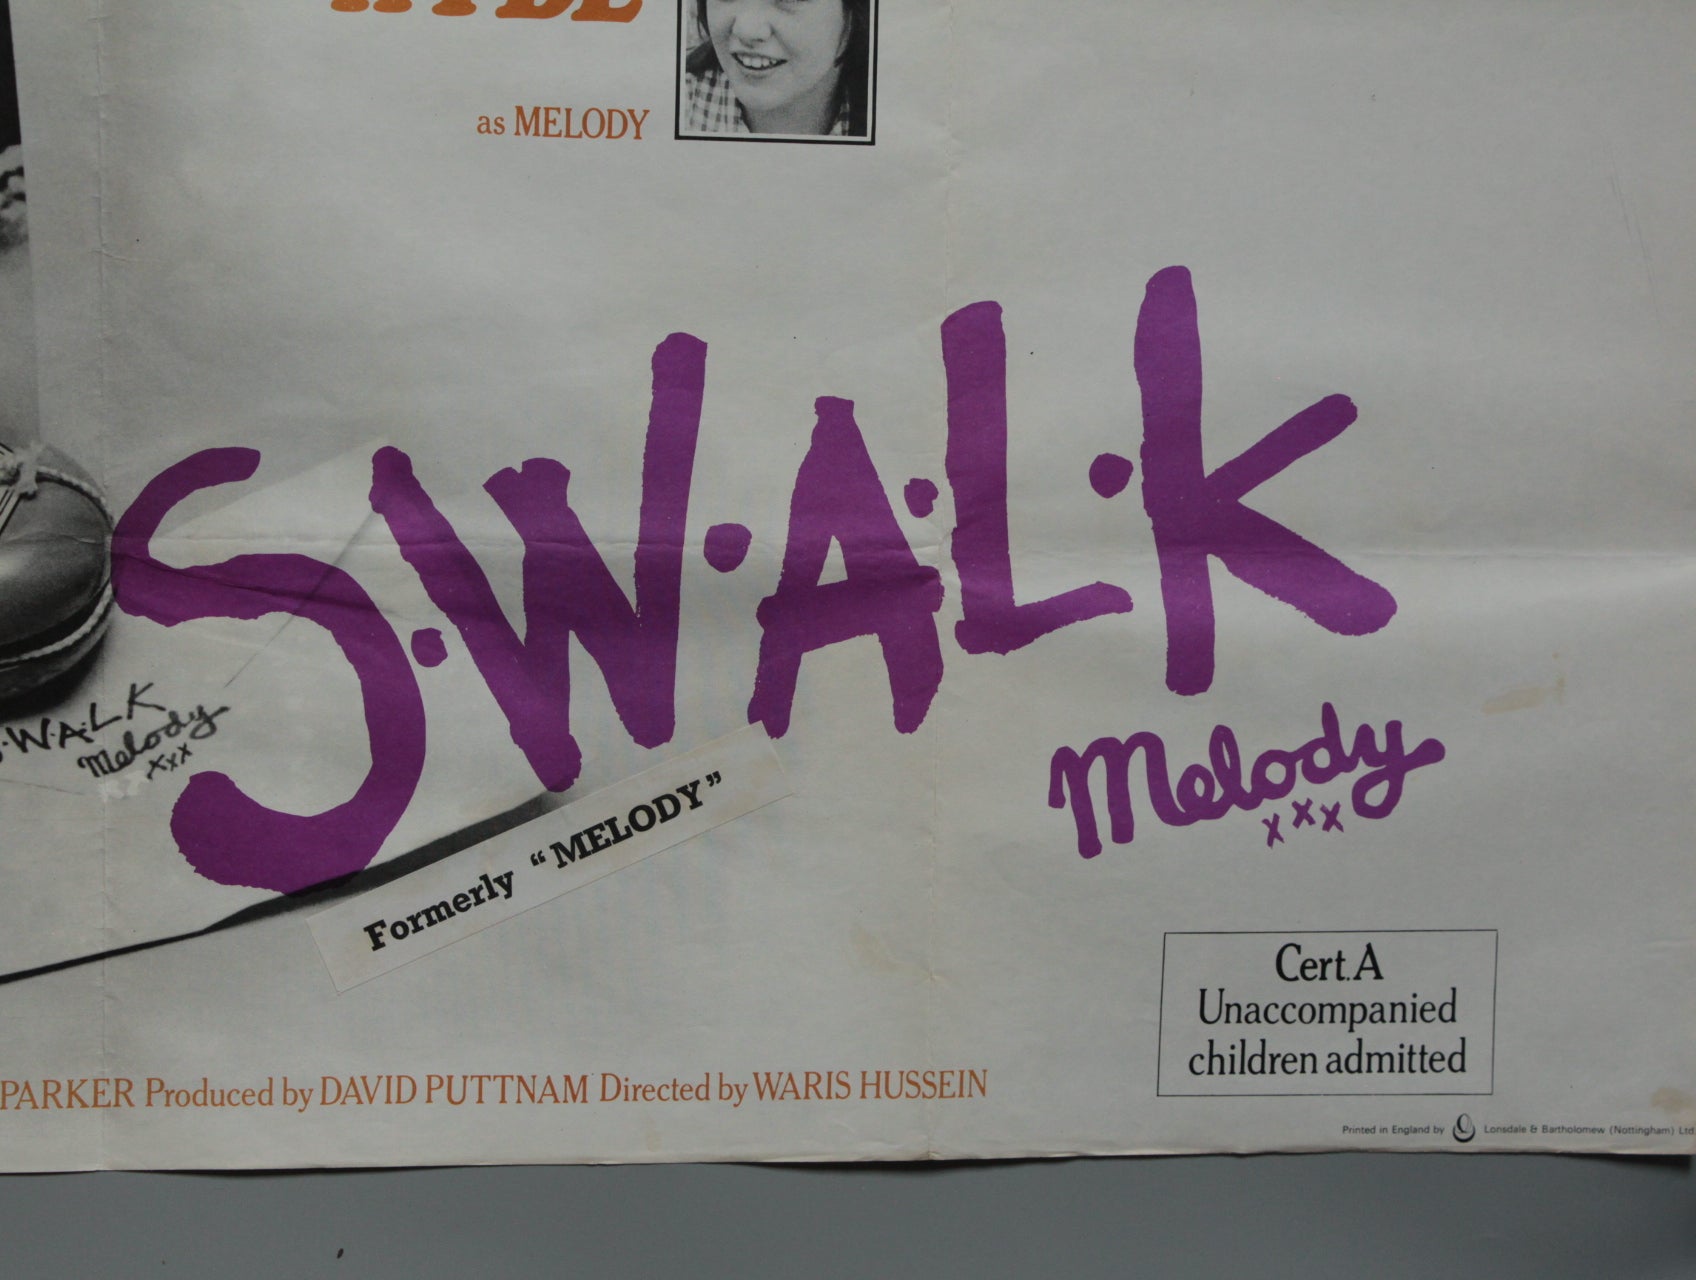 HYDE
as MELODY
S·W·A·L·K
Melody
xxx
·W·A·L·K
Melody
xxx
Formerly “MELODY”
Cert.A
Unaccompanied
children admitted
PARKER Produced by DAVID PUTTNAM Directed by WARIS HUSSEIN
Printed in England by Lonsdale & Bartholomew (Nottingham) Ltd